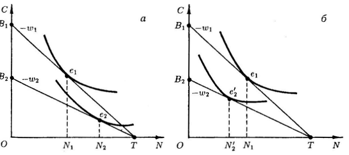 C
а
B₁
-w₁
B₂
-w₂
e₁
e₂
O
N₁
N₂
T
N
C
б
B₁
-w₁
B₂
-w₂
e₁
e₂′
O
N₂′
N₁
T
N